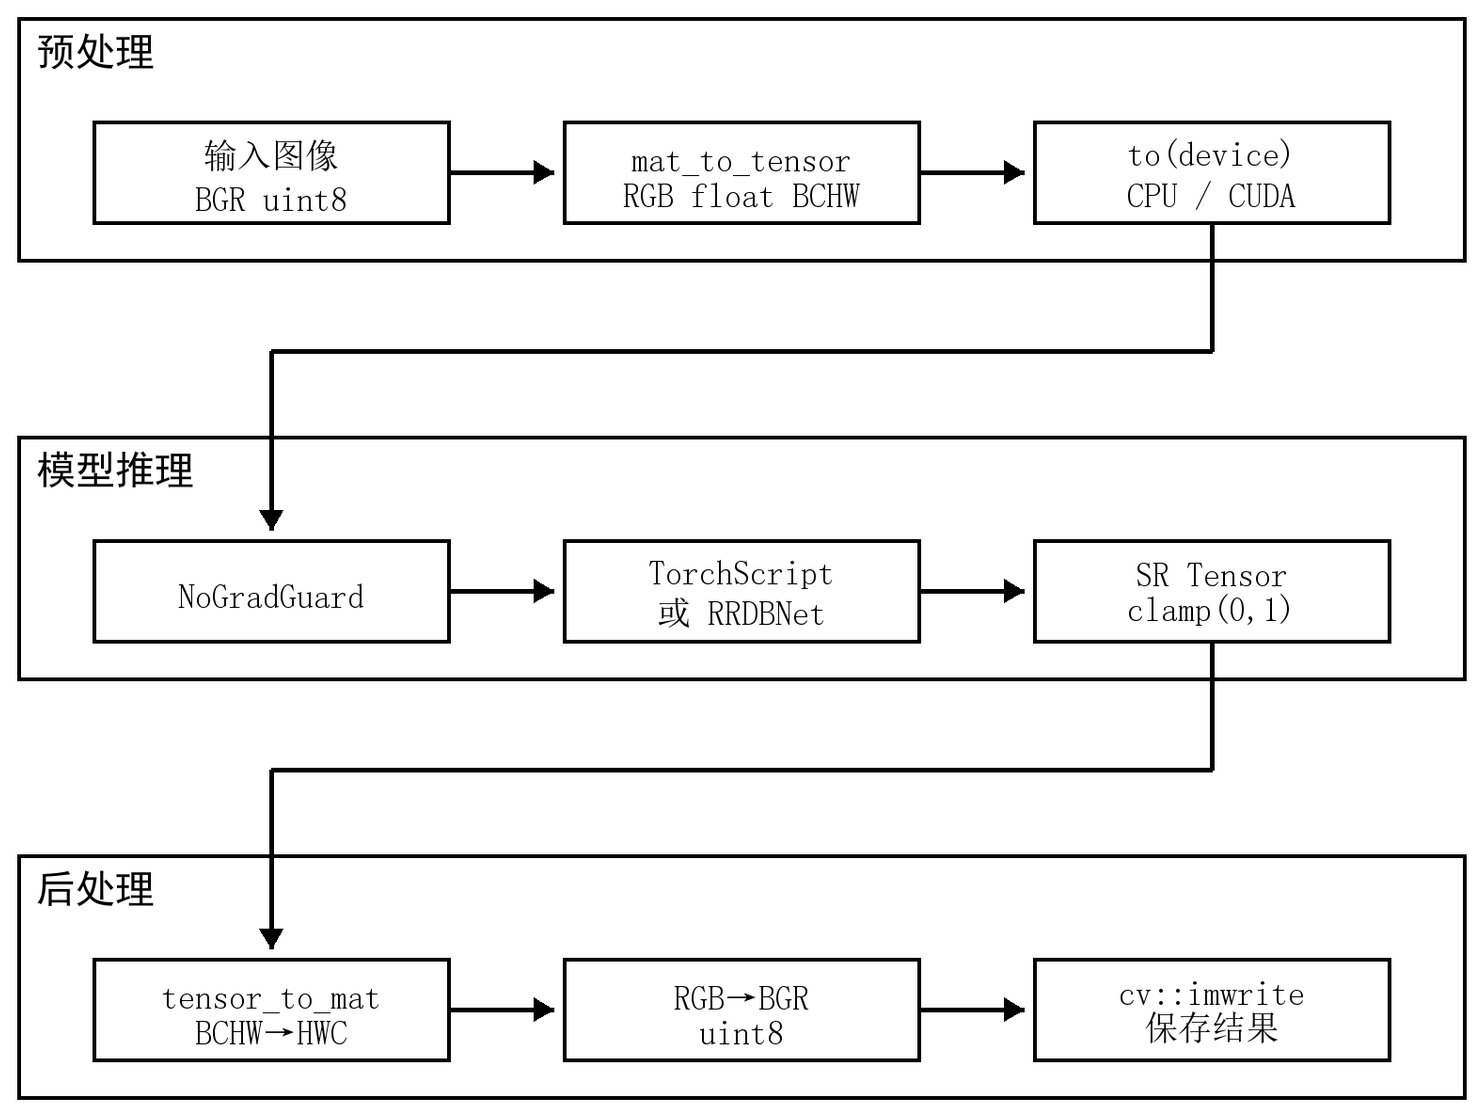 预处理
输入图像
BGR uint8
mat_to_tensor
RGB float BCHW
to(device)
CPU / CUDA
模型推理
NoGradGuard
TorchScript
或 RRDBNet
SR Tensor
clamp(0,1)
后处理
tensor_to_mat
BCHW→HWC
RGB→BGR
uint8
cv::imwrite
保存结果